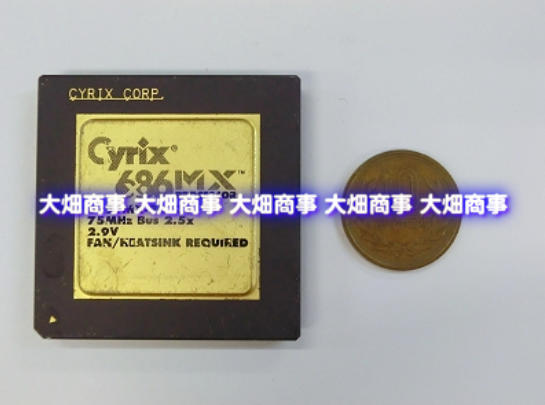 CYRIX CORP.
Cyrix®
686MX™
大畑商事 大畑商事 大畑商事 大畑商事 大畑商事
75MHz Bus 2.5x
2.9V
FAN/HEATSINK REQUIRED